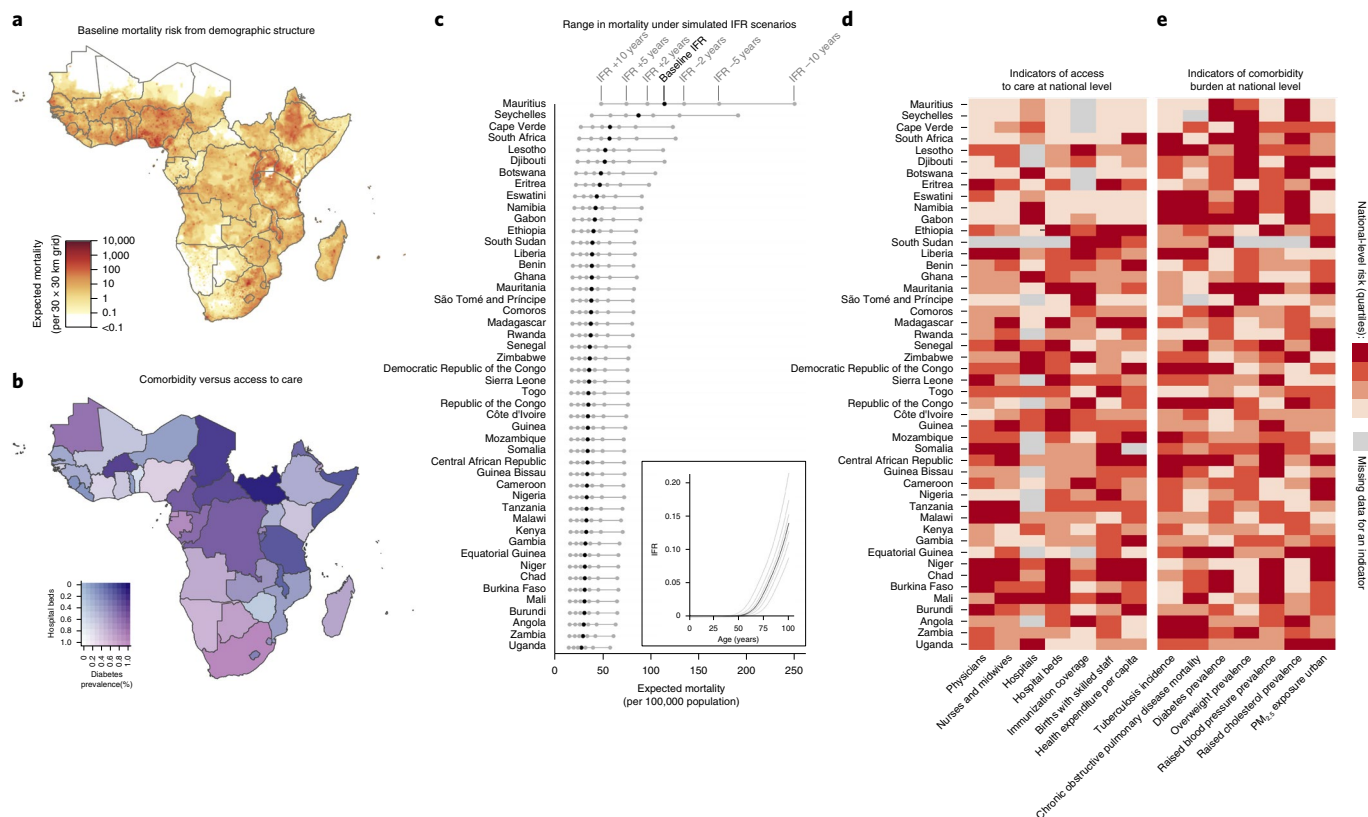 a
Baseline mortality risk from demographic structure
Expected mortality
(per 30 × 30 km grid)
10,000
1,000
100
10
1
0.1
<0.1
b
Comorbidity versus access to care
Hospital beds
0
0.2
0.4
0.6
0.8
1.0
0
0.2
0.4
0.6
0.8
1.0
Diabetes
prevalence(%)
c
Range in mortality under simulated IFR scenarios
IFR +10 years
IFR +5 years
IFR +2 years
Baseline IFR
IFR −2 years
IFR −5 years
IFR −10 years
Mauritius
Seychelles
Cape Verde
South Africa
Lesotho
Djibouti
Botswana
Eritrea
Eswatini
Namibia
Gabon
Ethiopia
South Sudan
Liberia
Benin
Ghana
Mauritania
São Tomé and Príncipe
Comoros
Madagascar
Rwanda
Senegal
Zimbabwe
Democratic Republic of the Congo
Sierra Leone
Togo
Republic of the Congo
Côte d'Ivoire
Guinea
Mozambique
Somalia
Central African Republic
Guinea Bissau
Cameroon
Nigeria
Tanzania
Malawi
Kenya
Gambia
Equatorial Guinea
Niger
Chad
Burkina Faso
Mali
Burundi
Angola
Zambia
Uganda
0
50
100
150
200
250
Expected mortality
(per 100,000 population)
IFR
0.20
0.15
0.10
0.05
0
0
25
50
75
100
Age (years)
d
Indicators of access
to care at national level
Mauritius
Seychelles
Cape Verde
South Africa
Lesotho
Djibouti
Botswana
Eritrea
Eswatini
Namibia
Gabon
Ethiopia
South Sudan
Liberia
Benin
Ghana
Mauritania
São Tomé and Príncipe
Comoros
Madagascar
Rwanda
Senegal
Zimbabwe
Democratic Republic of the Congo
Sierra Leone
Togo
Republic of the Congo
Côte d'Ivoire
Guinea
Mozambique
Somalia
Central African Republic
Guinea Bissau
Cameroon
Nigeria
Tanzania
Malawi
Kenya
Gambia
Equatorial Guinea
Niger
Chad
Burkina Faso
Mali
Burundi
Angola
Zambia
Uganda
Physicians
Nurses and midwives
Hospitals
Hospital beds
Immunization coverage
Births with skilled staff
Health expenditure per capita
e
Indicators of comorbidity
burden at national level
Tuberculosis incidence
Chronic obstructive pulmonary disease mortality
Diabetes prevalence
Overweight prevalence
Raised blood pressure prevalence
Raised cholesterol prevalence
PM2.5 exposure urban
National-level risk (quartiles):
Missing data for an indicator